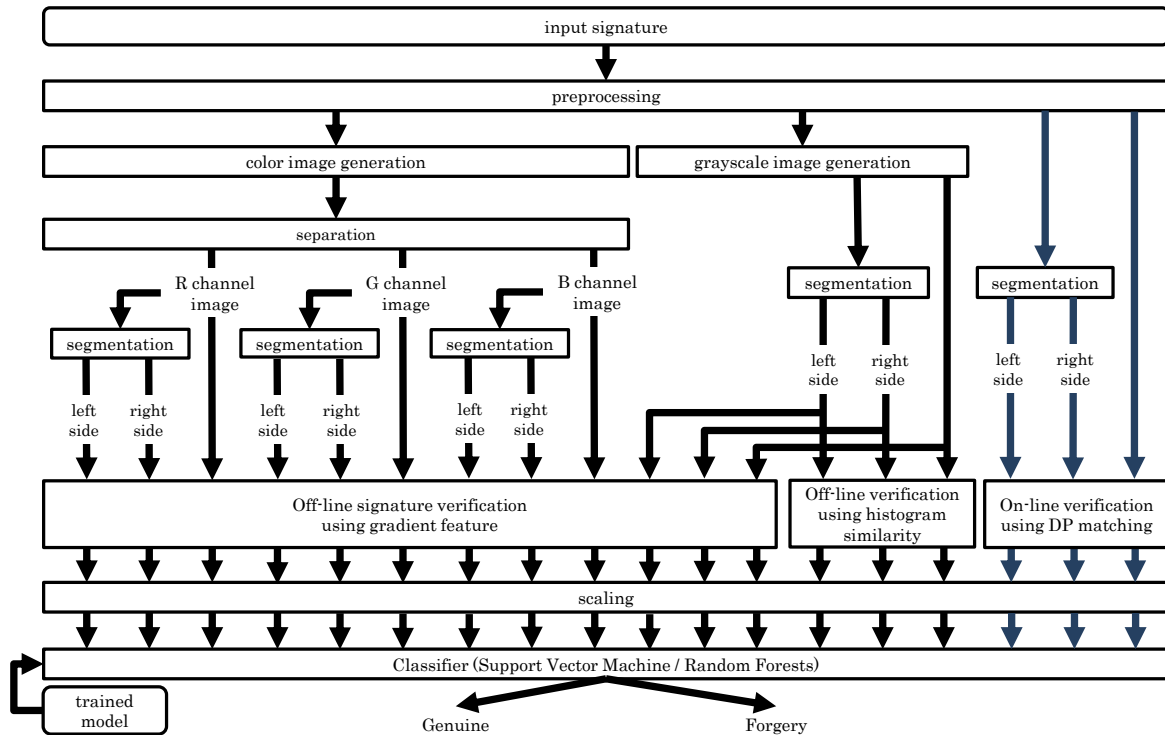 input signature
preprocessing
color image generation
grayscale image generation
separation
R channel
image
G channel
image
B channel
image
segmentation
segmentation
segmentation
segmentation
segmentation
left
side
right
side
left
side
right
side
left
side
right
side
left
side
right
side
left
side
right
side
Off-line signature verification
using gradient feature
Off-line verification
using histogram
similarity
On-line verification
using DP matching
scaling
Classifier (Support Vector Machine / Random Forests)
trained
model
Genuine
Forgery